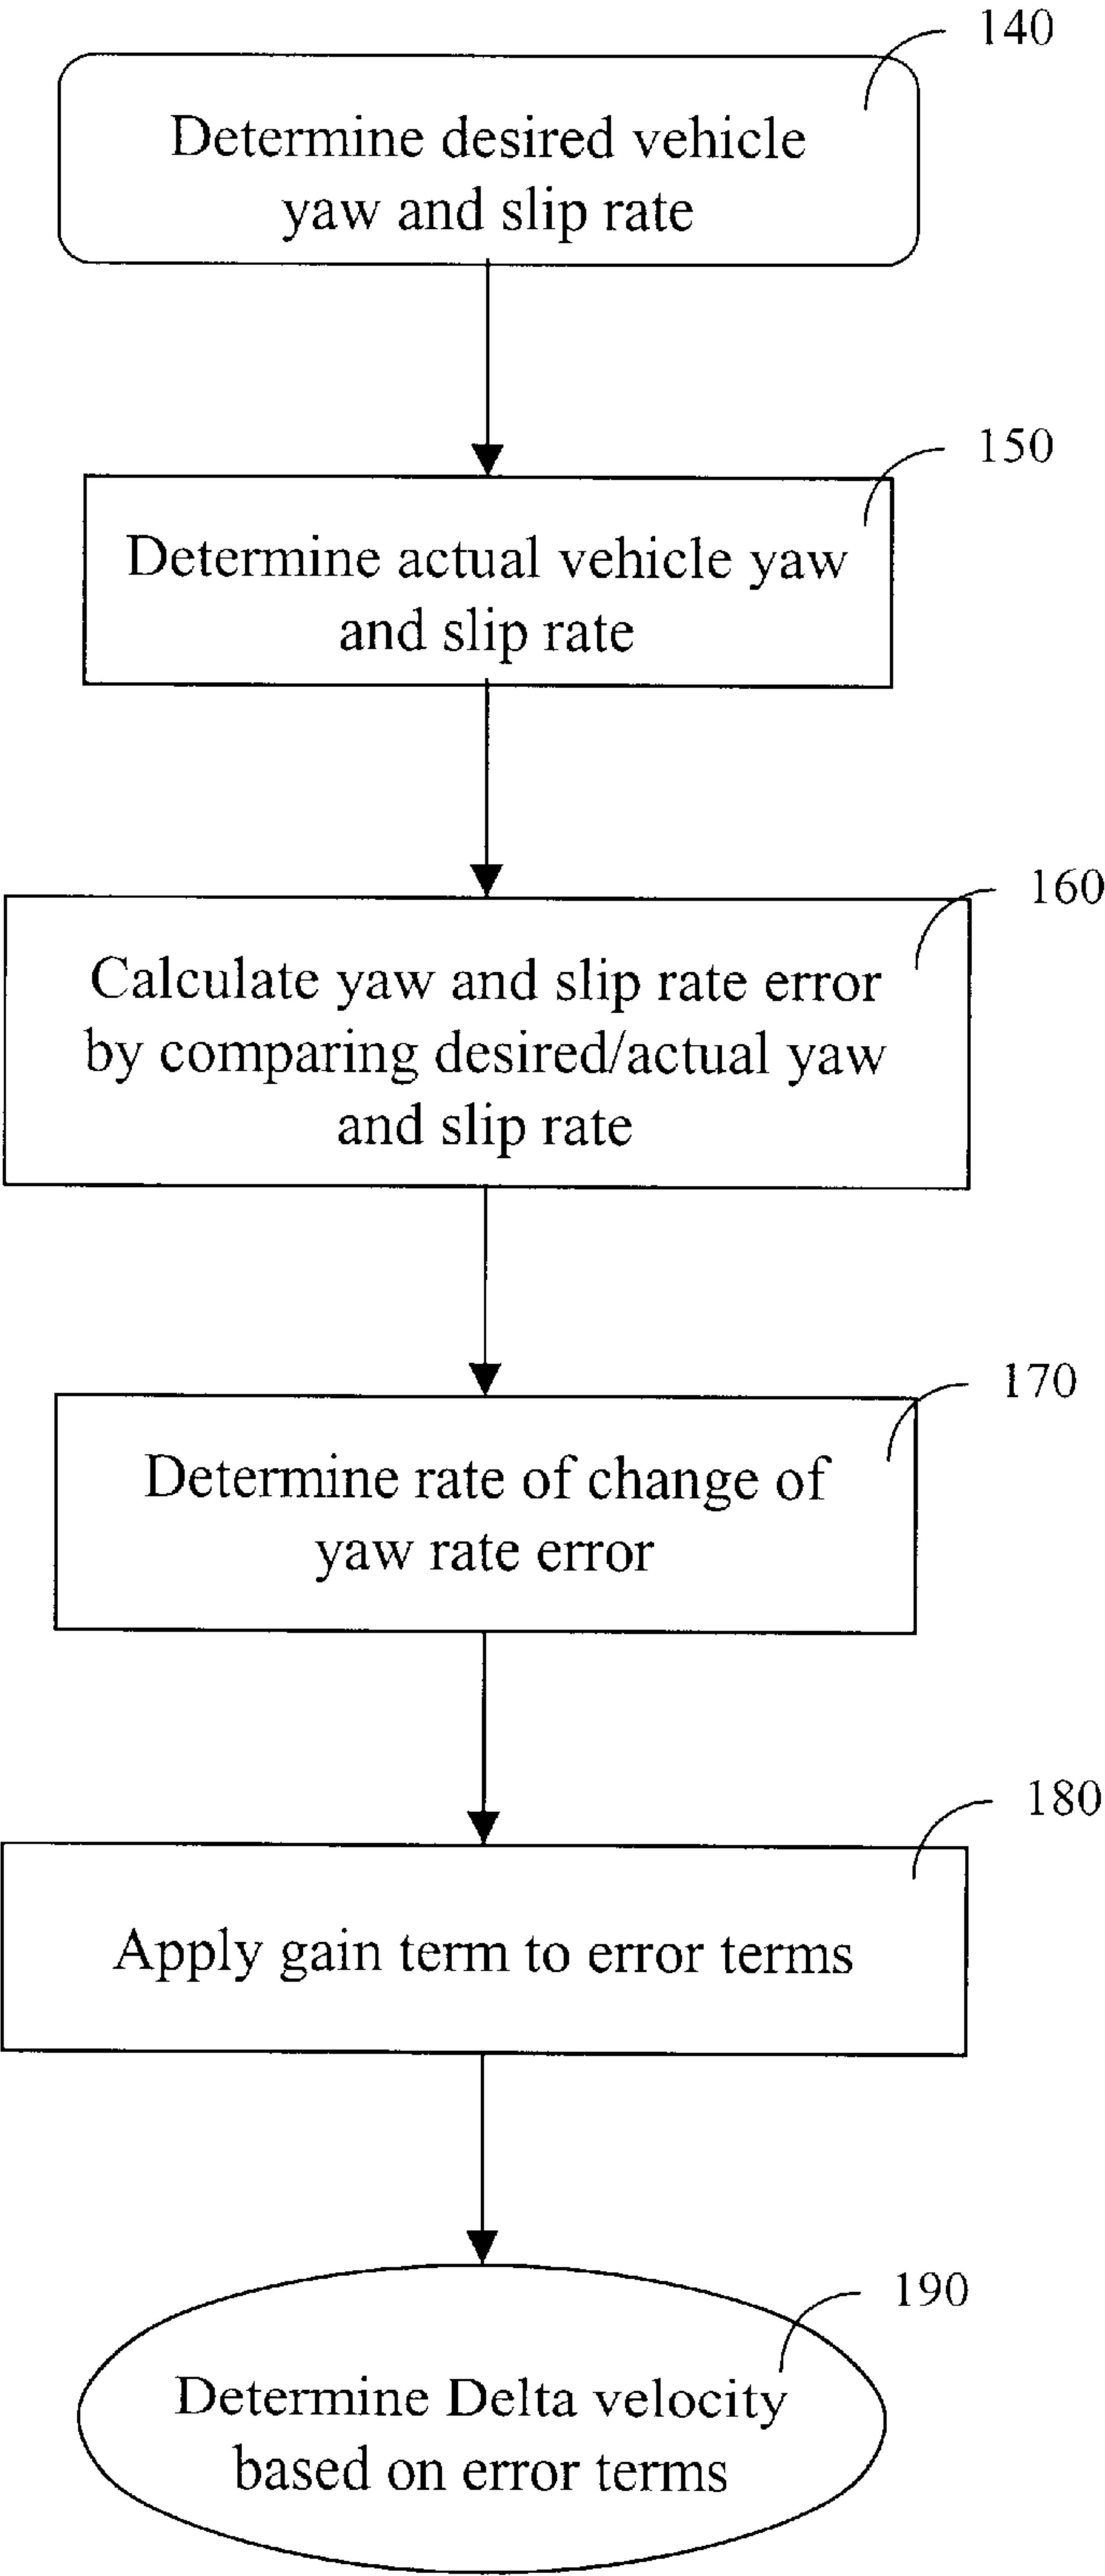 140
Determine desired vehicle
yaw and slip rate
150
Determine actual vehicle yaw
and slip rate
160
Calculate yaw and slip rate error
by comparing desired/actual yaw
and slip rate
170
Determine rate of change of
yaw rate error
180
Apply gain term to error terms
190
Determine Delta velocity
based on error terms